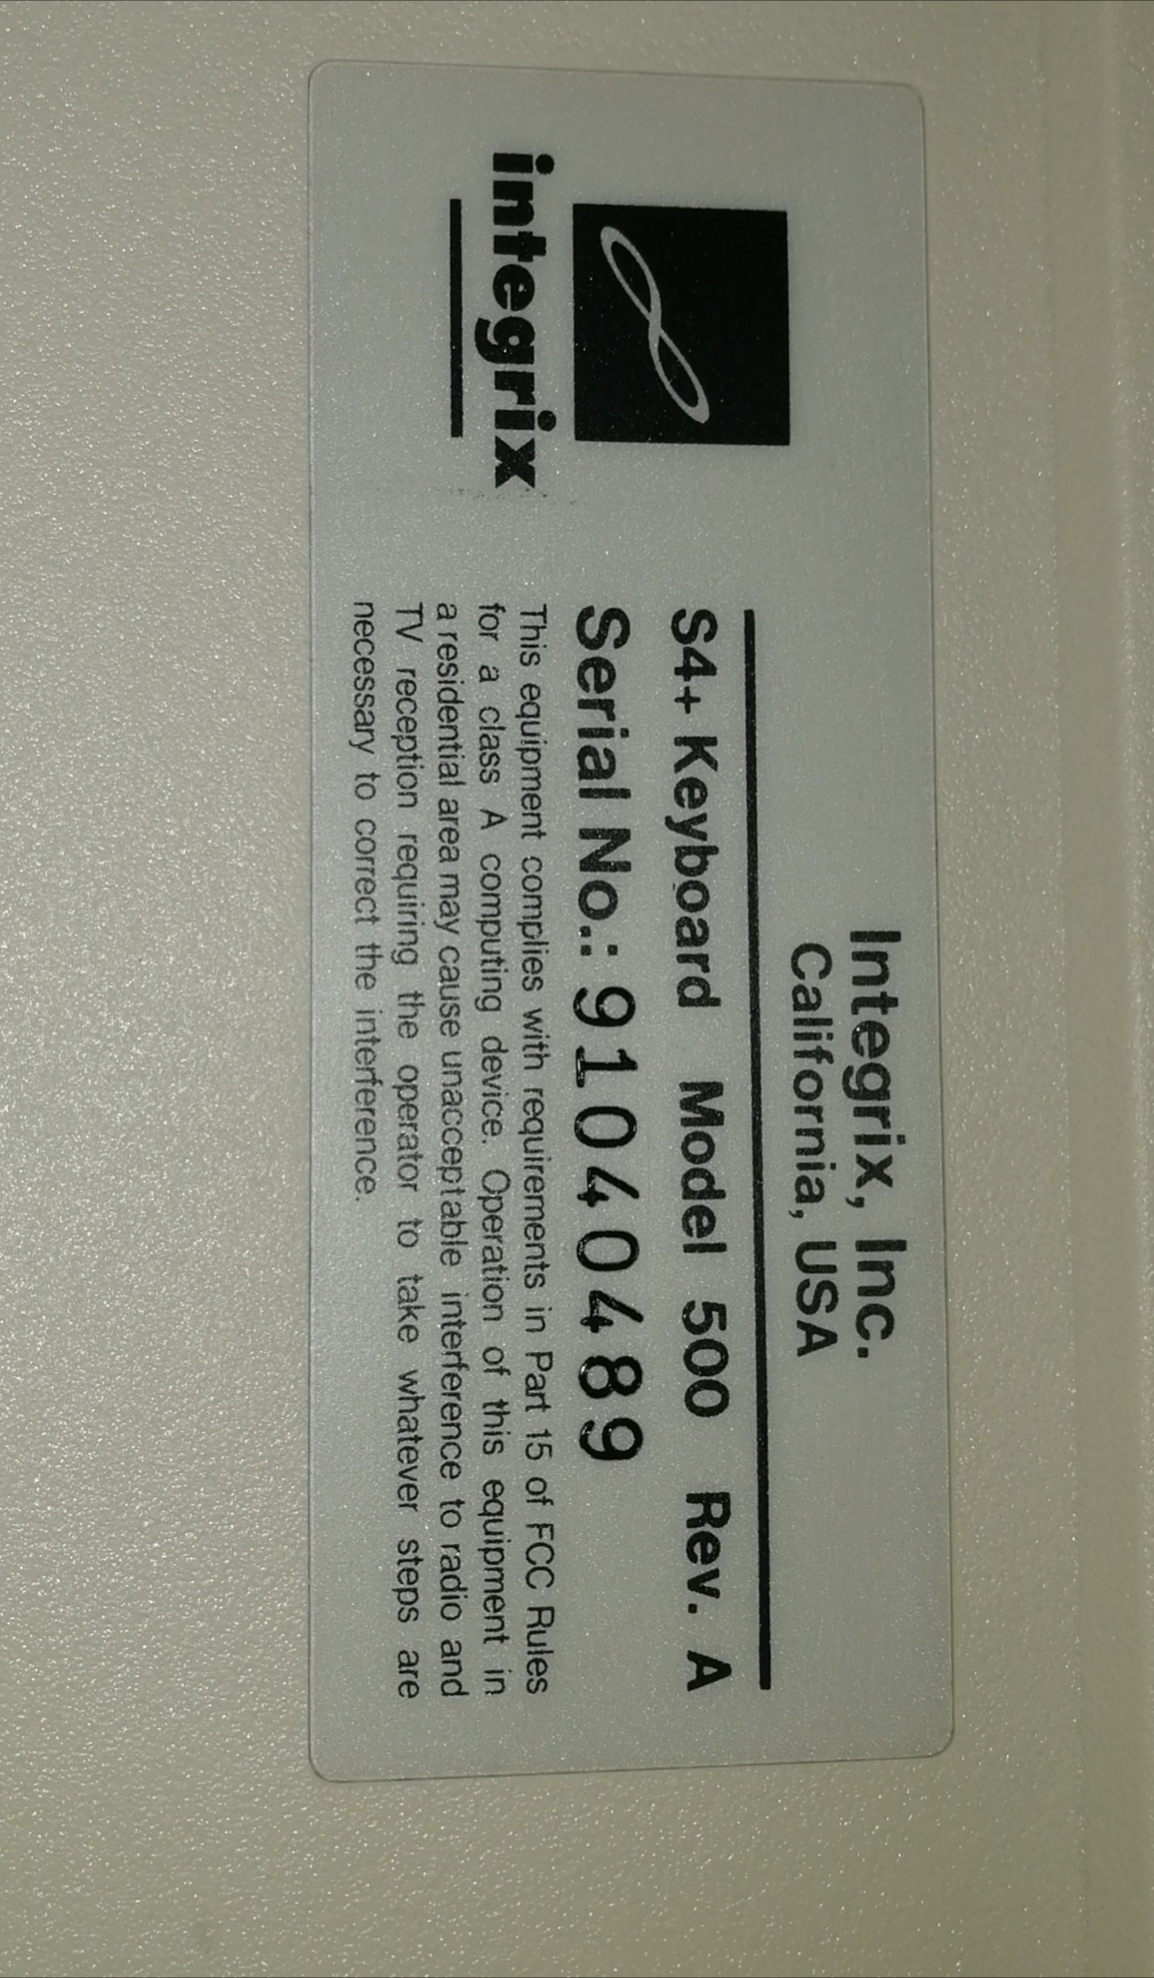 Integrix, Inc.
California, USA
integrix
S4+ Keyboard Model 500 Rev. A
Serial No.: 91040489
This equipment complies with requirements in Part 15 of FCC Rules
for a class A computing device. Operation of this equipment in
a residential area may cause unacceptable interference to radio and
TV reception requiring the operator to take whatever steps are
necessary to correct the interference.